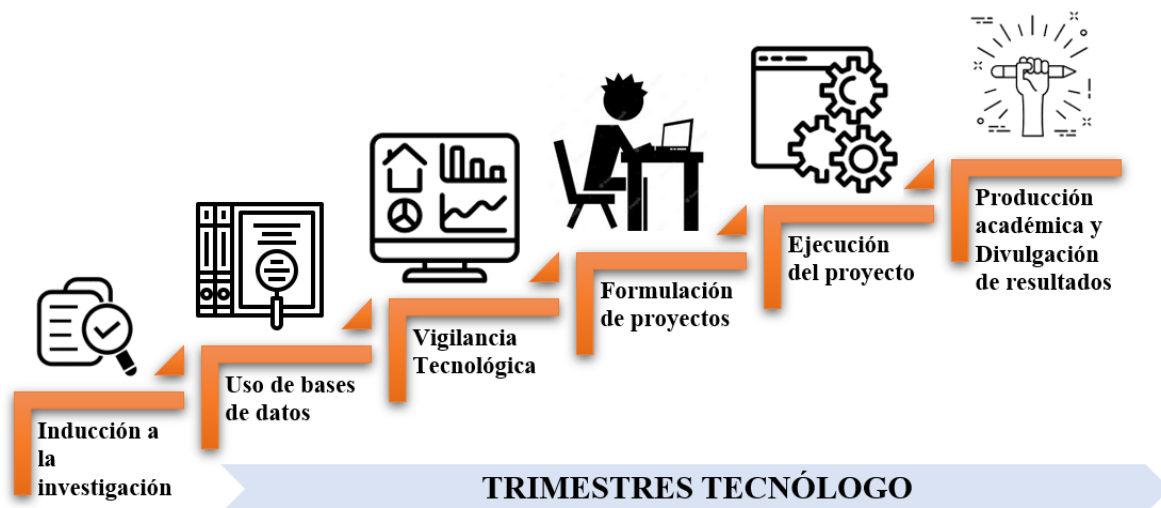 Inducción a
la
investigación
Uso de bases
de datos
Vigilancia
Tecnológica
Formulación
de proyectos
Ejecución
del proyecto
Producción
académica y
Divulgación
de resultados
TRIMESTRES TECNÓLOGO